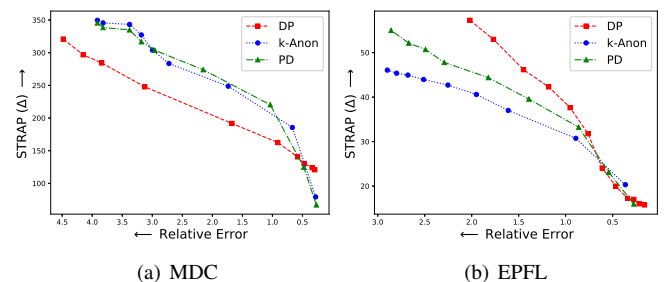 350
300
250
200
150
100
STRAP (Δ) ⟶
DP
k-Anon
PD
4.5 4.0 3.5 3.0 2.5 2.0 1.5 1.0 0.5
⟵ Relative Error
(a) MDC
50
40
30
20
STRAP (Δ) ⟶
DP
k-Anon
PD
3.0 2.5 2.0 1.5 1.0 0.5
⟵ Relative Error
(b) EPFL